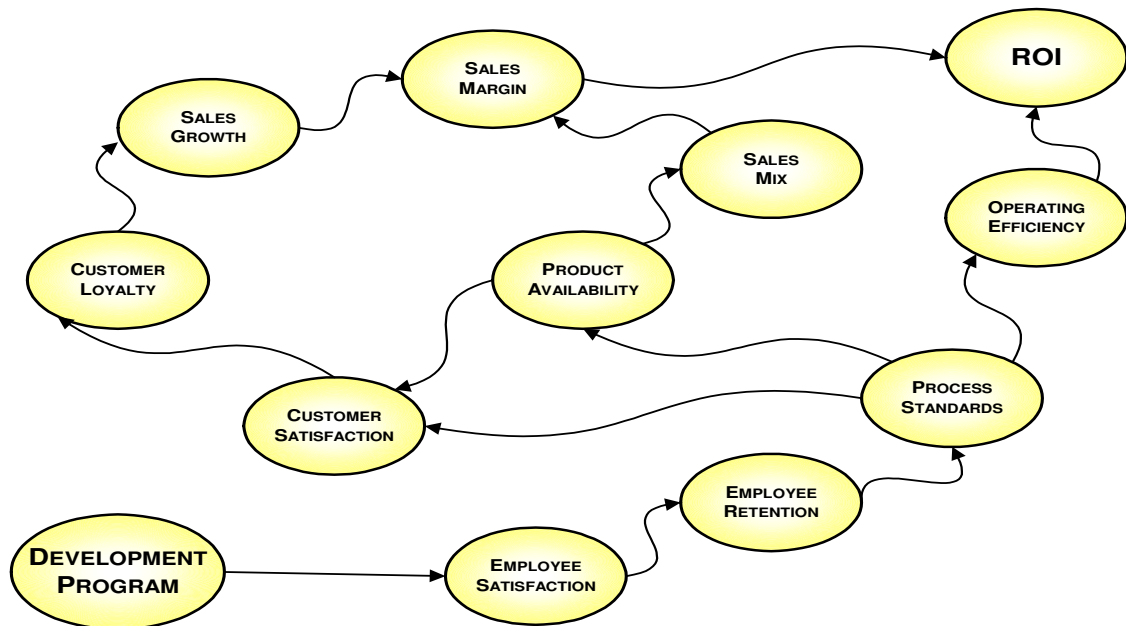 SALES
MARGIN
ROI
SALES
GROWTH
SALES
MIX
OPERATING
EFFICIENCY
CUSTOMER
LOYALTY
PRODUCT
AVAILABILITY
PROCESS
STANDARDS
CUSTOMER
SATISFACTION
EMPLOYEE
RETENTION
DEVELOPMENT
PROGRAM
EMPLOYEE
SATISFACTION